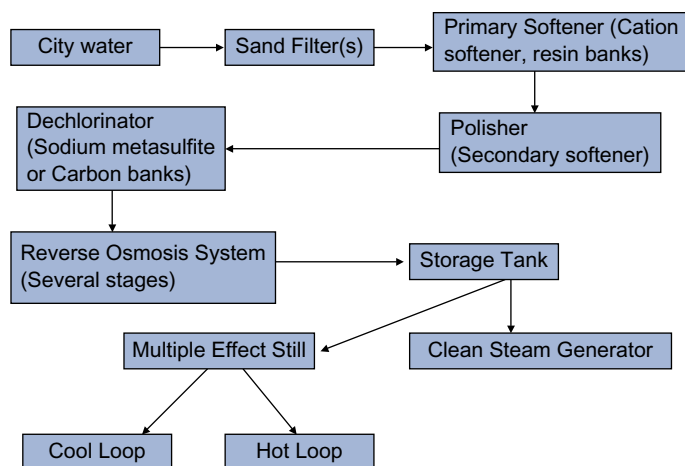 City water
Sand Filter(s)
Primary Softener (Cation
softener, resin banks)
Polisher
(Secondary softener)
Dechlorinator
(Sodium metasulfite
or Carbon banks)
Reverse Osmosis System
(Several stages)
Storage Tank
Multiple Effect Still
Clean Steam Generator
Cool Loop
Hot Loop